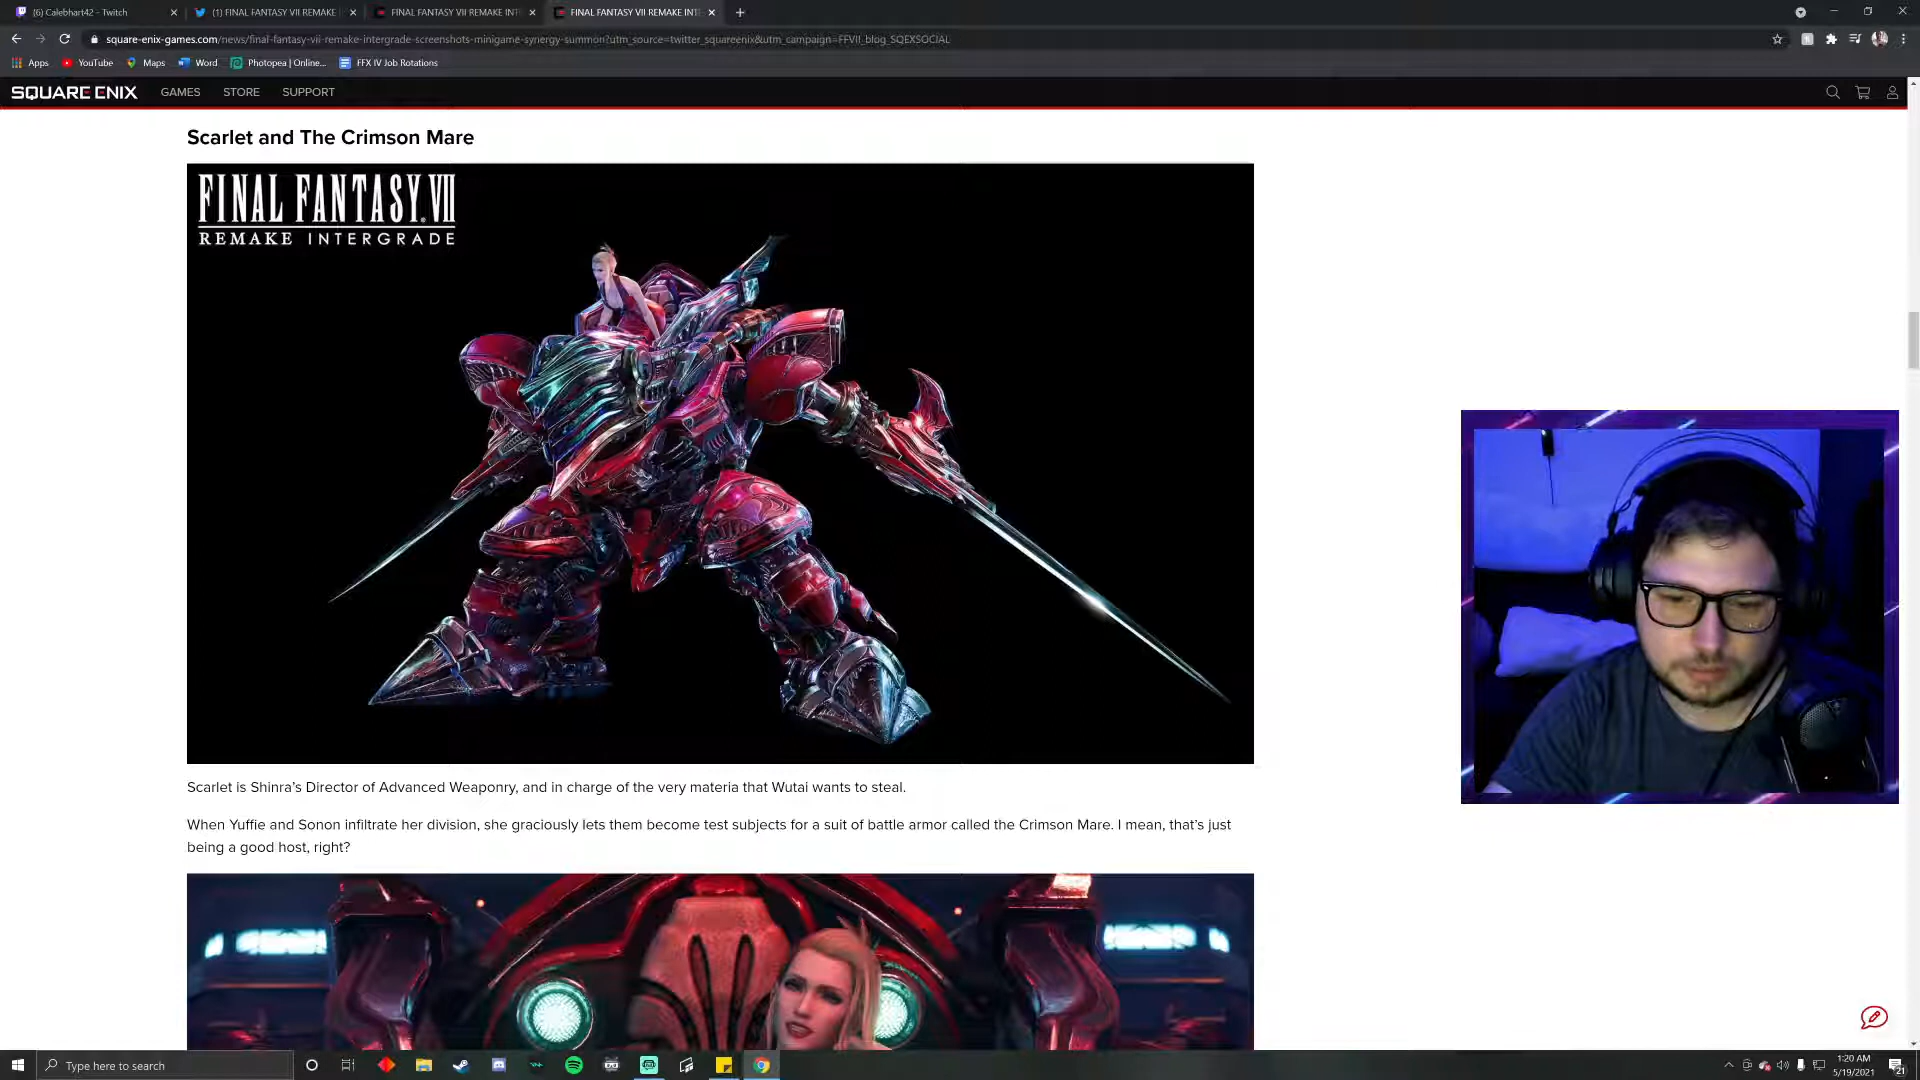 (6) Calebhart42 - Twitch
(1) FINAL FANTASY VII REMAKE
FINAL FANTASY VII REMAKE INT
FINAL FANTASY VII REMAKE INT
square-enix-games.com/news/final-fantasy-vii-remake-intergrade-screenshots-minigame-synergy-summon?utm_source=twitter_squareenix&utm_campaign=FFVII_blog_SQEXSOCIAL
Apps YouTube Maps Word Photopea | Online... FFX IV Job Rotations
SQUARE ENIX GAMES STORE SUPPORT
Scarlet and The Crimson Mare
FINAL FANTASY VII
REMAKE INTERGRADE
Scarlet is Shinra’s Director of Advanced Weaponry, and in charge of the very materia that Wutai wants to steal.
When Yuffie and Sonon infiltrate her division, she graciously lets them become test subjects for a suit of battle armor called the Crimson Mare. I mean, that’s just
being a good host, right?
Type here to search
1:20 AM
5/19/2021
21